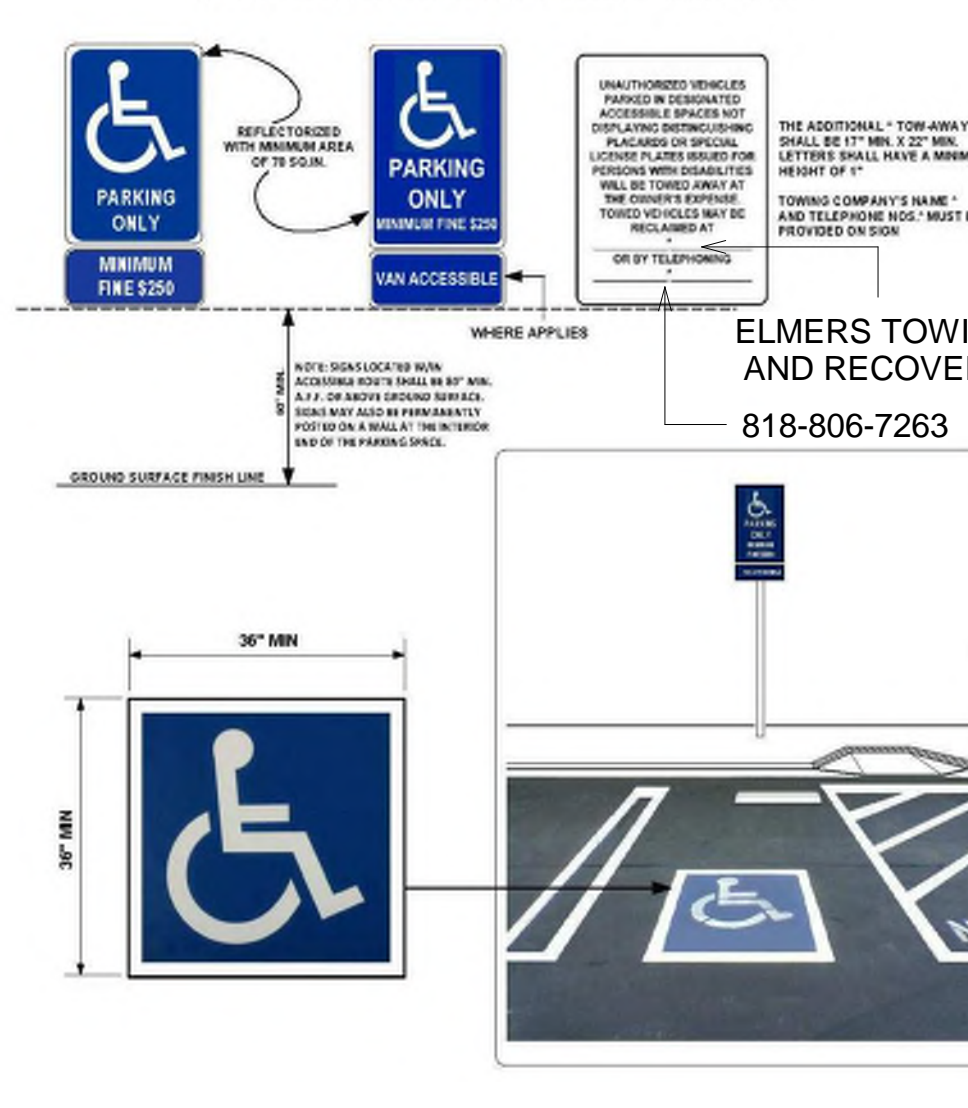 PARKING
ONLY
MINIMUM
FINE $250
REFLECTORIZED
WITH MINIMUM AREA
OF 70 SQ.IN.
PARKING
ONLY
MINIMUM FINE $250
VAN ACCESSIBLE
WHERE APPLIES
UNAUTHORIZED VEHICLES
PARKED IN DESIGNATED
ACCESSIBLE SPACES NOT
DISPLAYING DISTINGUISHING
PLACARDS OR SPECIAL
LICENSE PLATES ISSUED FOR
PERSONS WITH DISABILITIES
WILL BE TOWED AWAY AT
THE OWNER'S EXPENSE.
TOWED VEHICLES MAY BE
RECLAIMED AT
*
OR BY TELEPHONING
*
THE ADDITIONAL " TOW-AWAY
SHALL BE 17" MIN. X 22" MIN.
LETTERS SHALL HAVE A MINIM
HEIGHT OF 1"
TOWING COMPANY'S NAME *
AND TELEPHONE NOS.* MUST
PROVIDED ON SIGN
ELMERS TOWI
AND RECOVE
818-806-7263
MIN.
NOTE: SIGNS LOCATED W/IN
ACCESSIBLE ROUTE SHALL BE 80" MIN.
A.F.F. OR ABOVE GROUND SURFACE.
SIGNS MAY ALSO BE PERMANENTLY
POSTED ON A WALL AT THE INTERIOR
END OF THE PARKING SPACE.
GROUND SURFACE FINISH LINE
36" MIN
36" MIN
PARKING
ONLY